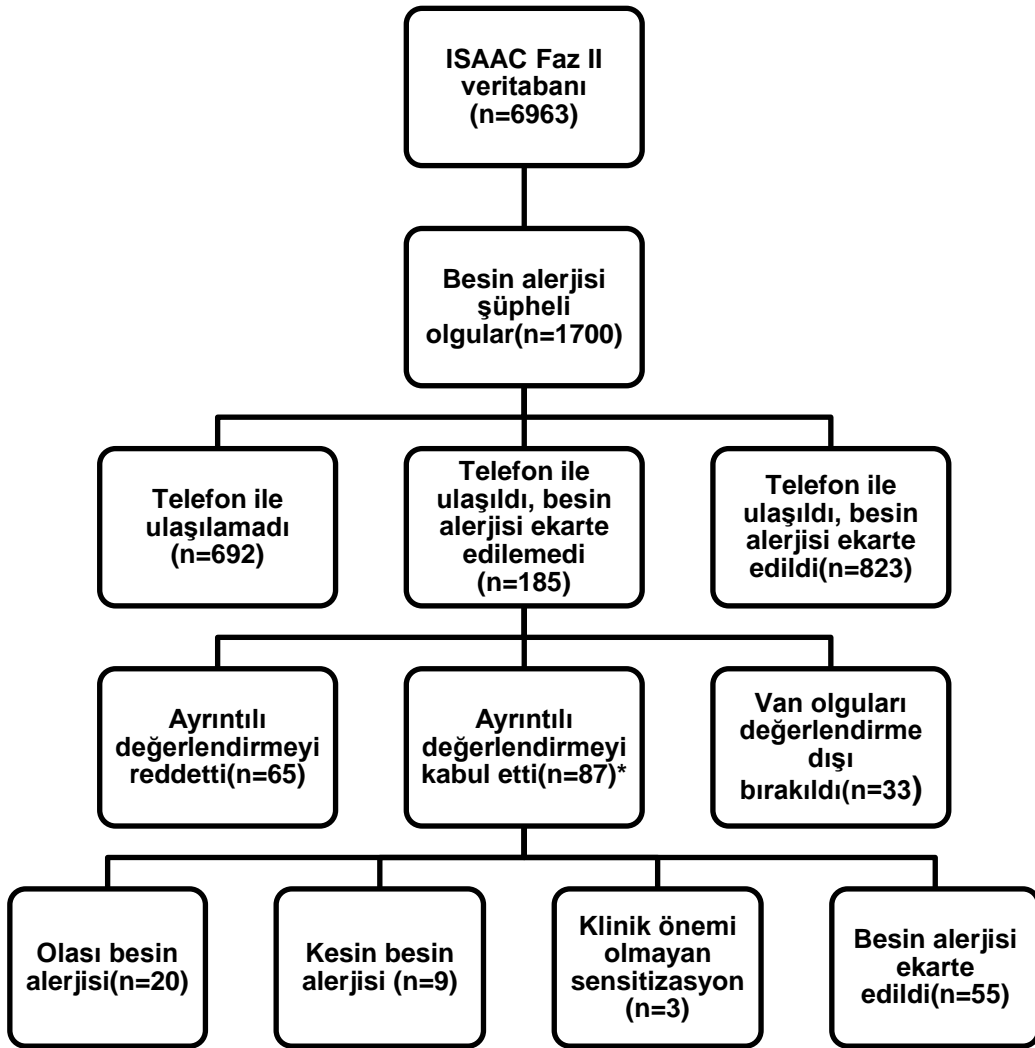 ISAAC Faz II
veritabanı
(n=6963)
Besin alerjisi
şüpheli
olgular(n=1700)
Telefon ile
ulaşılamadı
(n=692)
Telefon ile
ulaşıldı, besin
alerjisi ekarte
edilemedi
(n=185)
Telefon ile
ulaşıldı, besin
alerjisi ekarte
edildi(n=823)
Ayrıntılı
değerlendirmeyi
reddetti(n=65)
Ayrıntılı
değerlendirmeyi
kabul etti(n=87)*
Van olguları
değerlendirme
dışı
bırakıldı(n=33)
Olası besin
alerjisi(n=20)
Kesin besin
alerjisi (n=9)
Klinik önemi
olmayan
sensitizasyon
(n=3)
Besin alerjisi
ekarte
edildi(n=55)